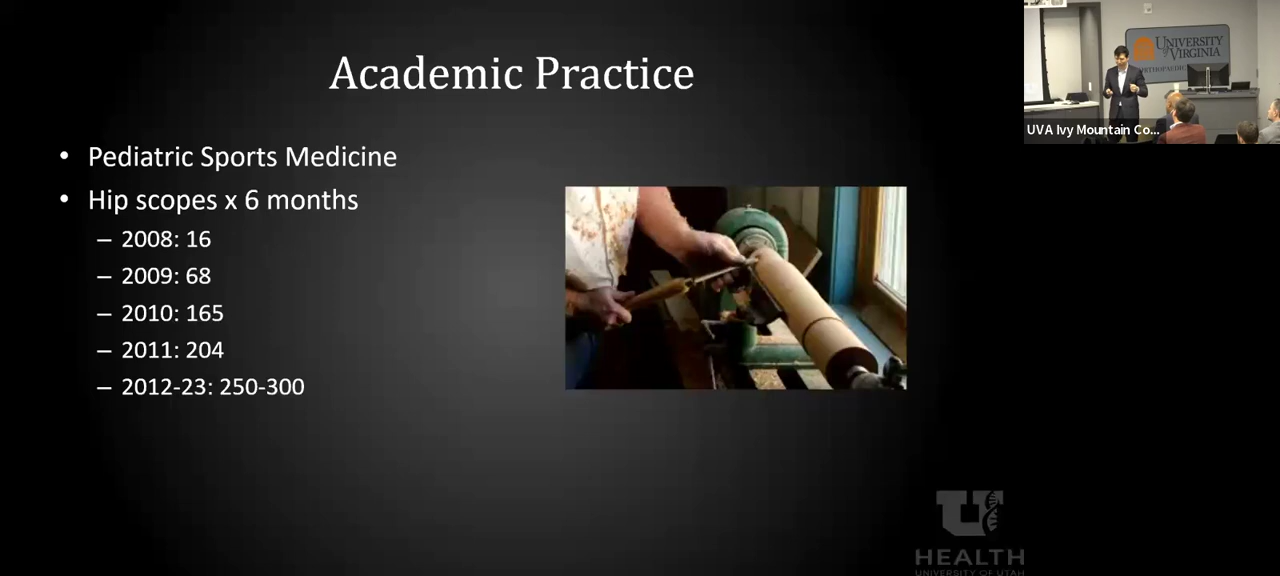 Academic Practice
• Pediatric Sports Medicine
• Hip scopes x 6 months
– 2008: 16
– 2009: 68
– 2010: 165
– 2011: 204
– 2012-23: 250-300
UNIVERSITY
of VIRGINIA
UVA Ivy Mountain Co...
U
HEALTH
UNIVERSITY OF UTAH